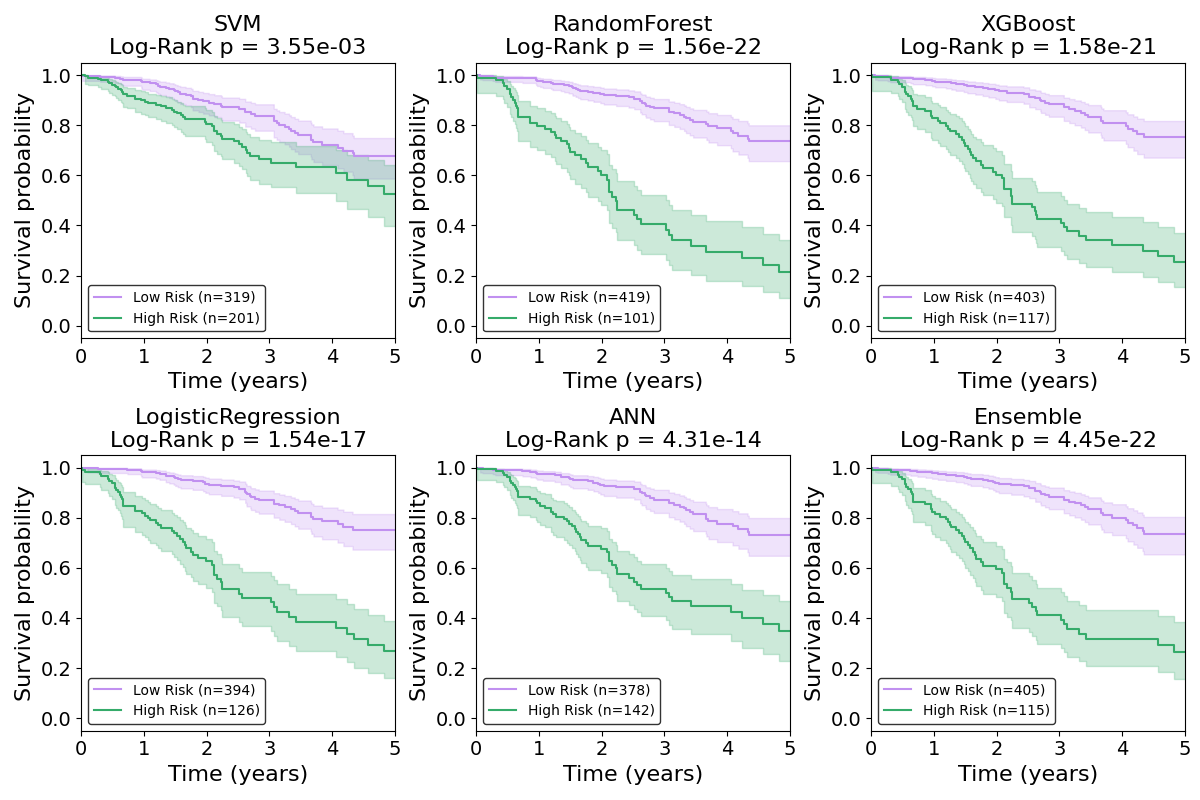 SVM
Log-Rank p = 3.55e-03
Survival probability
1.0
0.8
0.6
0.4
0.2
0.0
Low Risk (n=319)
High Risk (n=201)
0 1 2 3 4 5
Time (years)
RandomForest
Log-Rank p = 1.56e-22
Survival probability
1.0
0.8
0.6
0.4
0.2
0.0
Low Risk (n=419)
High Risk (n=101)
0 1 2 3 4 5
Time (years)
XGBoost
Log-Rank p = 1.58e-21
Survival probability
1.0
0.8
0.6
0.4
0.2
0.0
Low Risk (n=403)
High Risk (n=117)
0 1 2 3 4 5
Time (years)
LogisticRegression
Log-Rank p = 1.54e-17
Survival probability
1.0
0.8
0.6
0.4
0.2
0.0
Low Risk (n=394)
High Risk (n=126)
0 1 2 3 4 5
Time (years)
ANN
Log-Rank p = 4.31e-14
Survival probability
1.0
0.8
0.6
0.4
0.2
0.0
Low Risk (n=378)
High Risk (n=142)
0 1 2 3 4 5
Time (years)
Ensemble
Log-Rank p = 4.45e-22
Survival probability
1.0
0.8
0.6
0.4
0.2
0.0
Low Risk (n=405)
High Risk (n=115)
0 1 2 3 4 5
Time (years)